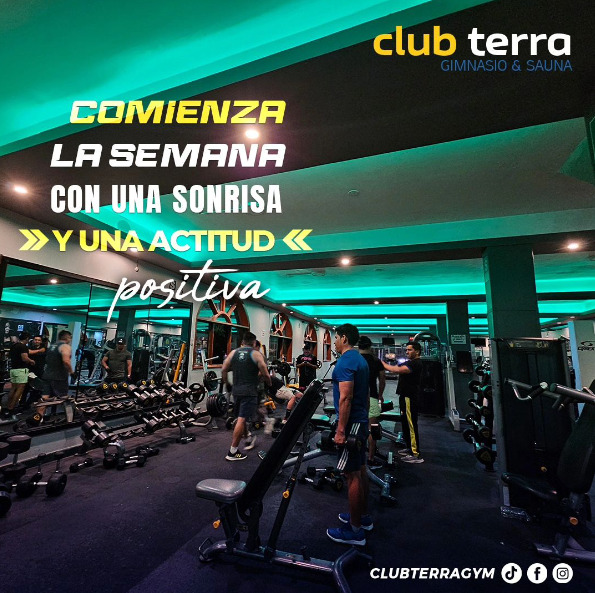 club terra
GIMNASIO & SAUNA
COMIENZA
LA SEMANA
CON UNA SONRISA
Y UNA ACTITUD
positiva
CLUBTERRAGYM